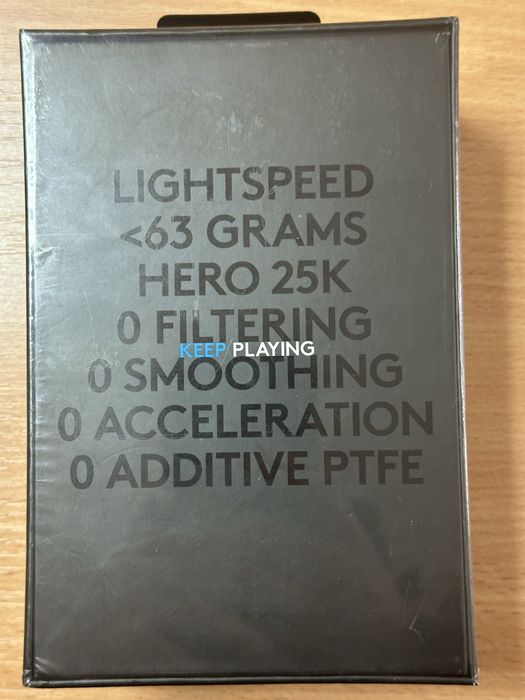 LIGHTSPEED
<63 GRAMS
HERO 25K
0 FILTERING
KEEP/PLAYING
0 SMOOTHING
0 ACCELERATION
0 ADDITIVE PTFE